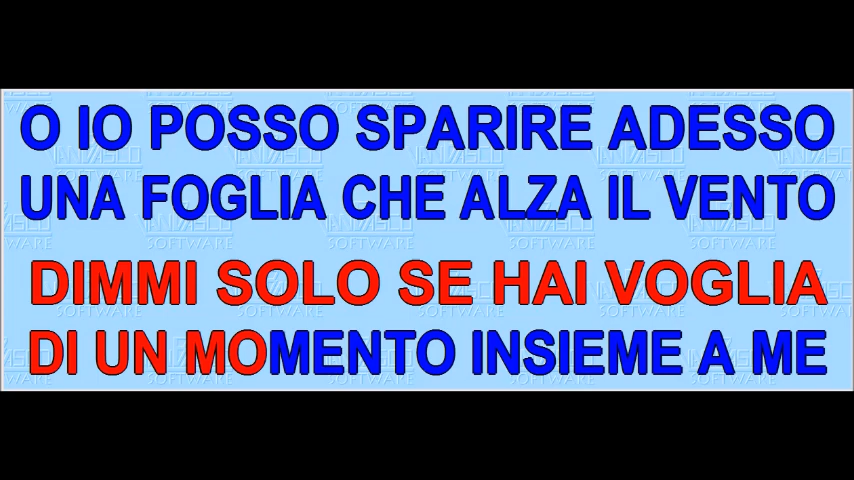 O IO POSSO SPARIRE ADESSO
UNA FOGLIA CHE ALZA IL VENTO
DIMMI SOLO SE HAI VOGLIA
DI UN MOMENTO INSIEME A ME